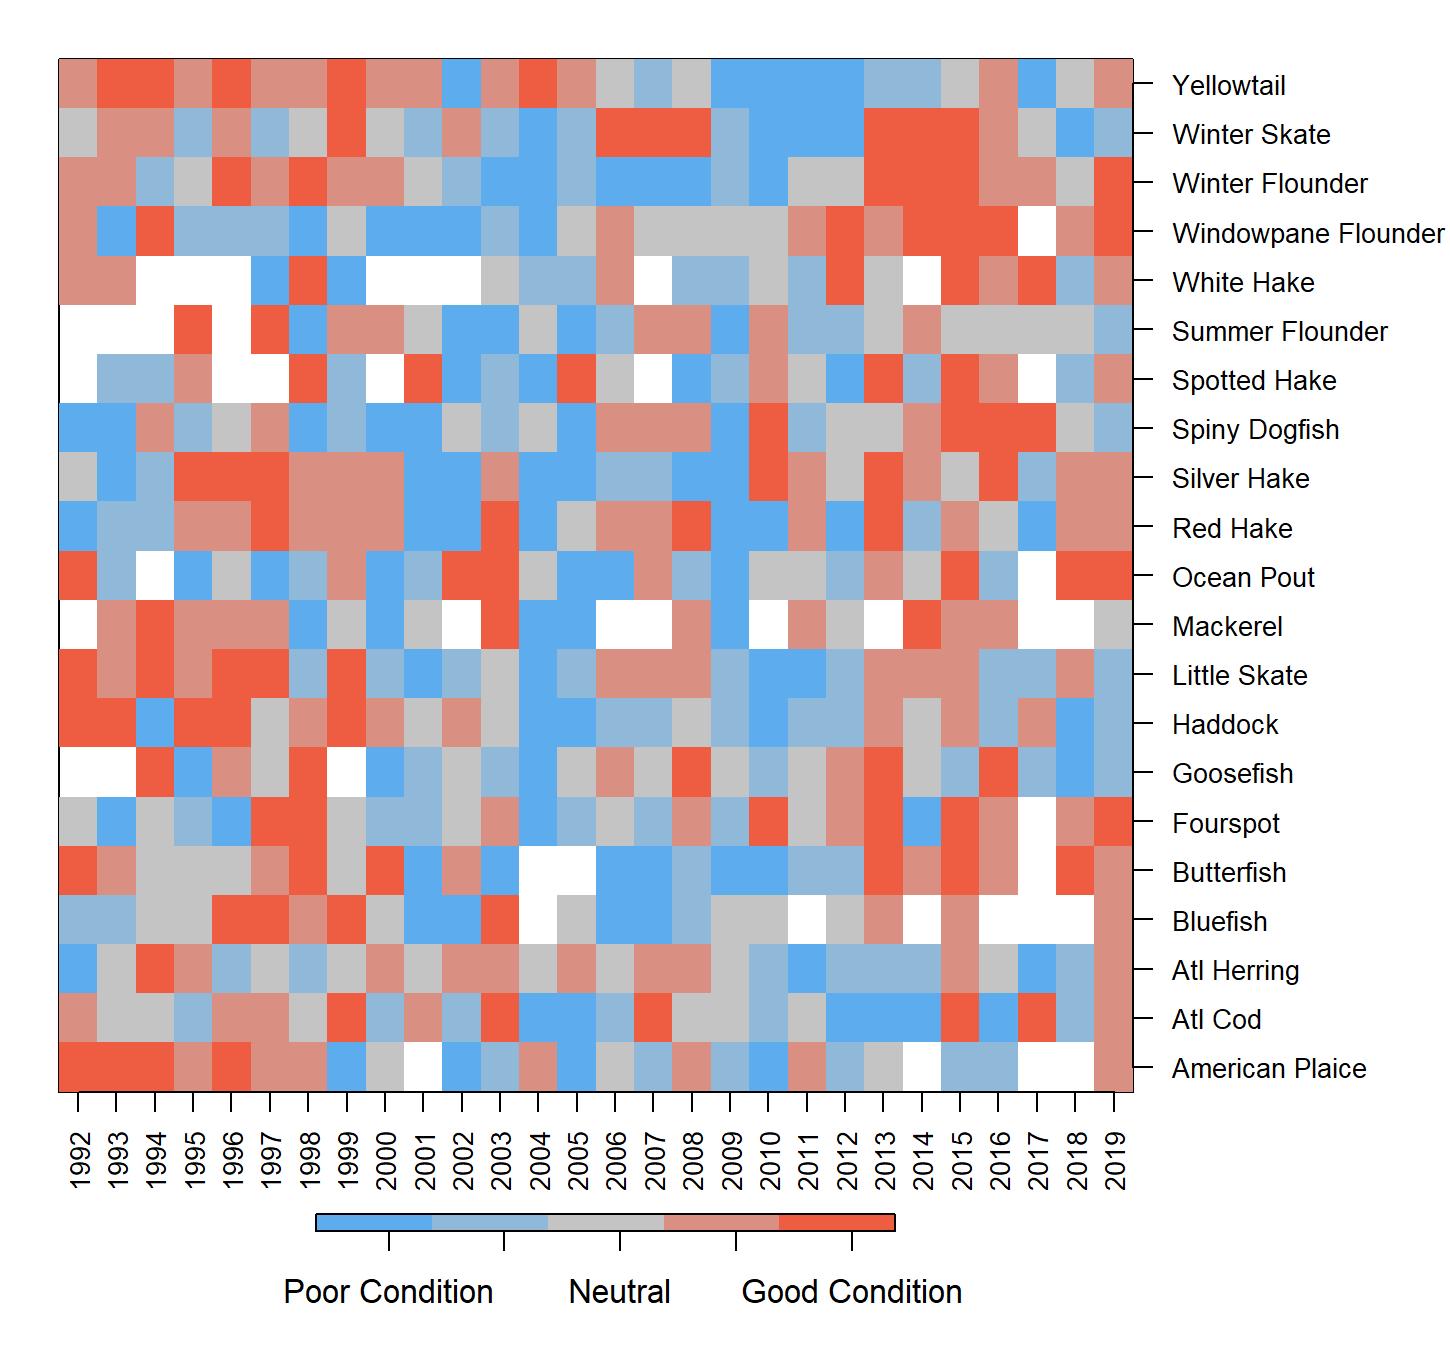 Yellowtail
Winter Skate
Winter Flounder
Windowpane Flounder
White Hake
Summer Flounder
Spotted Hake
Spiny Dogfish
Silver Hake
Red Hake
Ocean Pout
Mackerel
Little Skate
Haddock
Goosefish
Fourspot
Butterfish
Bluefish
Atl Herring
Atl Cod
American Plaice
1992
1993
1994
1995
1996
1997
1998
1999
2000
2001
2002
2003
2004
2005
2006
2007
2008
2009
2010
2011
2012
2013
2014
2015
2016
2017
2018
2019
Poor Condition Neutral Good Condition